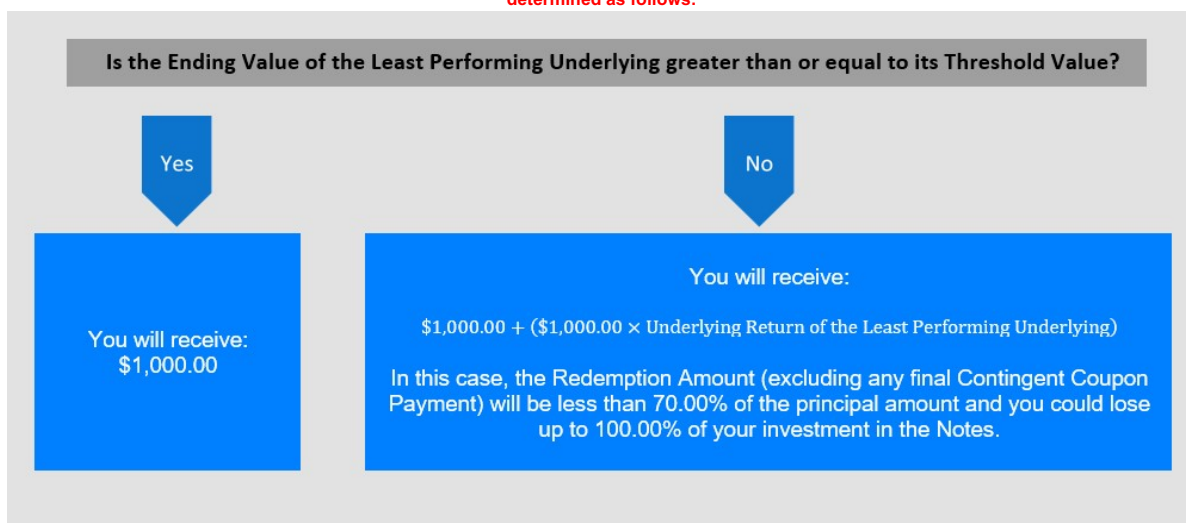 determined as follows:
Is the Ending Value of the Least Performing Underlying greater than or equal to its Threshold Value?
Yes
No
You will receive:
$1,000.00
You will receive:
$1,000.00 + ($1,000.00 × Underlying Return of the Least Performing Underlying)
In this case, the Redemption Amount (excluding any final Contingent Coupon
Payment) will be less than 70.00% of the principal amount and you could lose
up to 100.00% of your investment in the Notes.